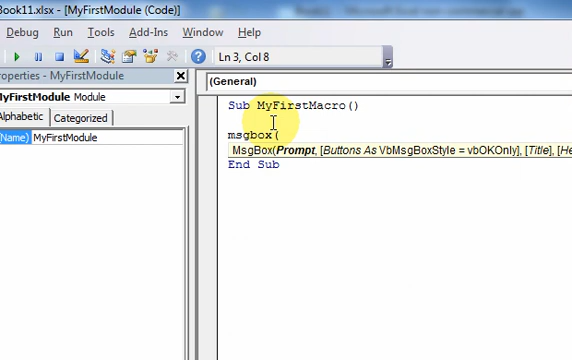 Book11.xlsx - [MyFirstModule (Code)]
Debug Run Tools Add-Ins Window Help
Ln 3, Col 8
roperties - MyFirstModule
MyFirstModule Module
(General)
Alphabetic Categorized
(Name) MyFirstModule
Sub MyFirstMacro()
msgbox(
MsgBox(Prompt, [Buttons As VbMsgBoxStyle = vbOKOnly], [Title], [He
End Sub